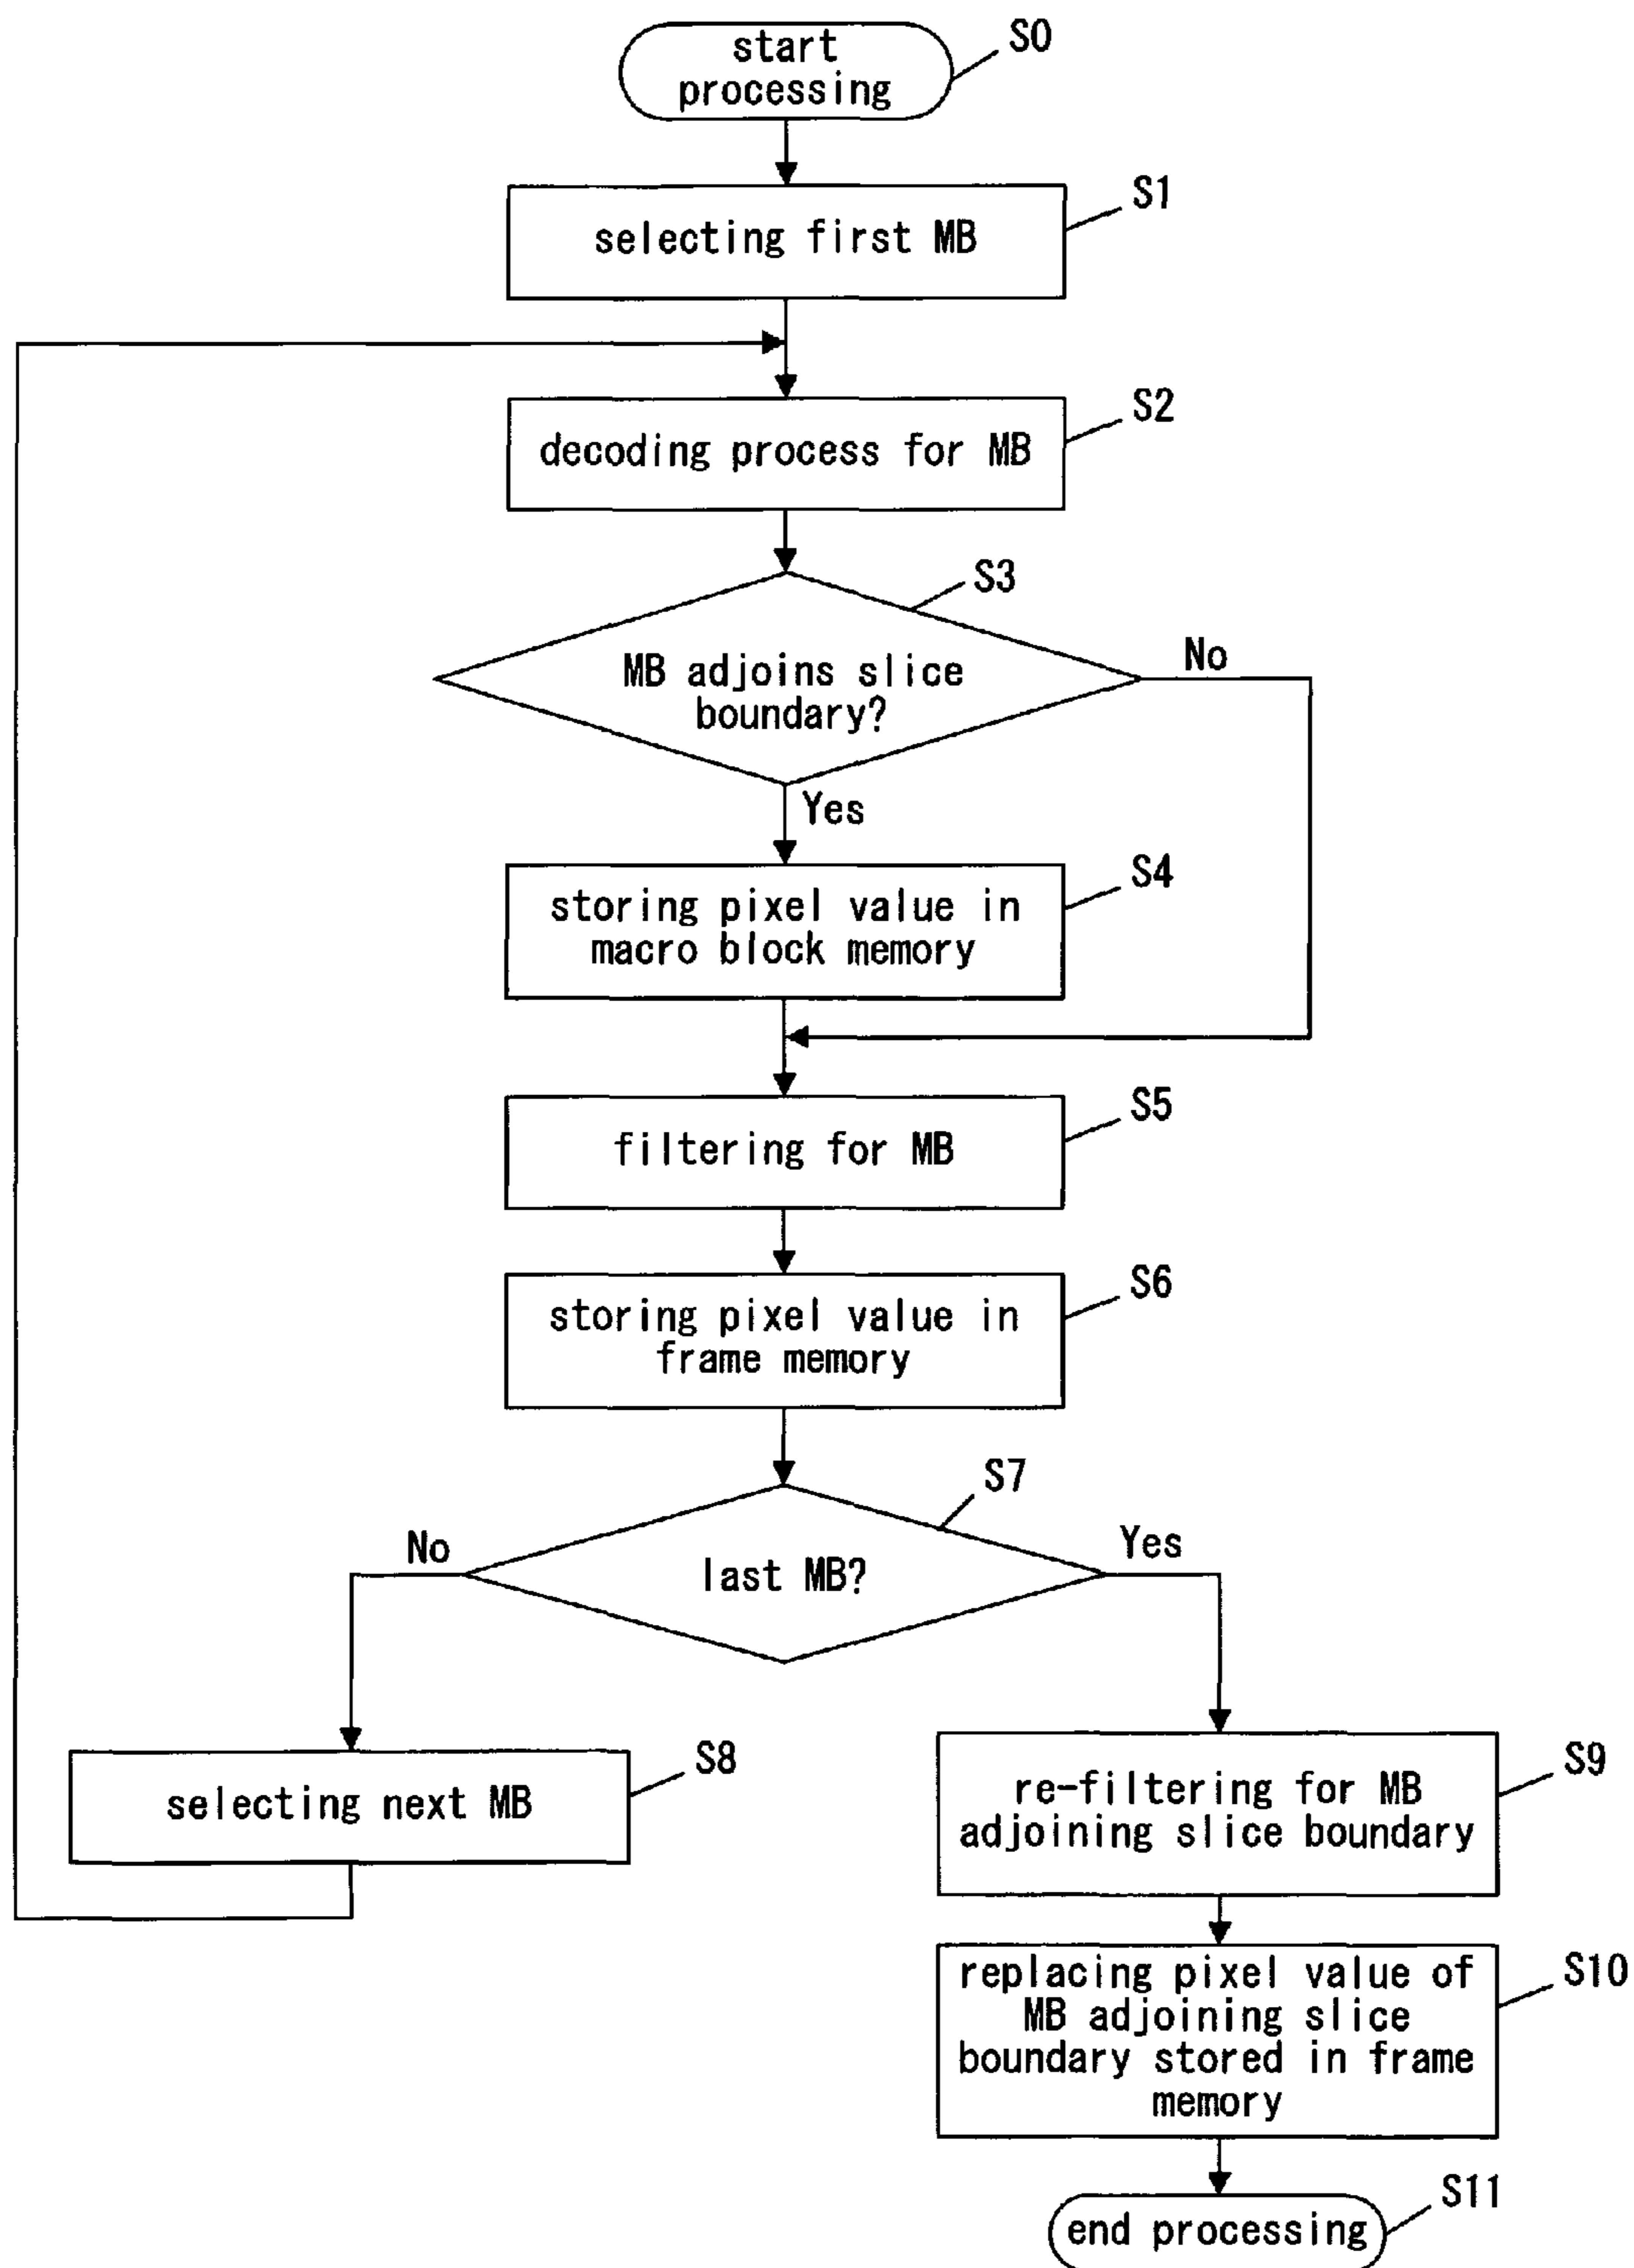 start
processing
S0
selecting first MB
S1
decoding process for MB
S2
MB adjoins slice
boundary?
S3
No
Yes
storing pixel value in
macro block memory
S4
filtering for MB
S5
storing pixel value in
frame memory
S6
last MB?
S7
No
Yes
selecting next MB
S8
re-filtering for MB
adjoining slice boundary
S9
replacing pixel value of
MB adjoining slice
boundary stored in frame
memory
S10
end processing
S11